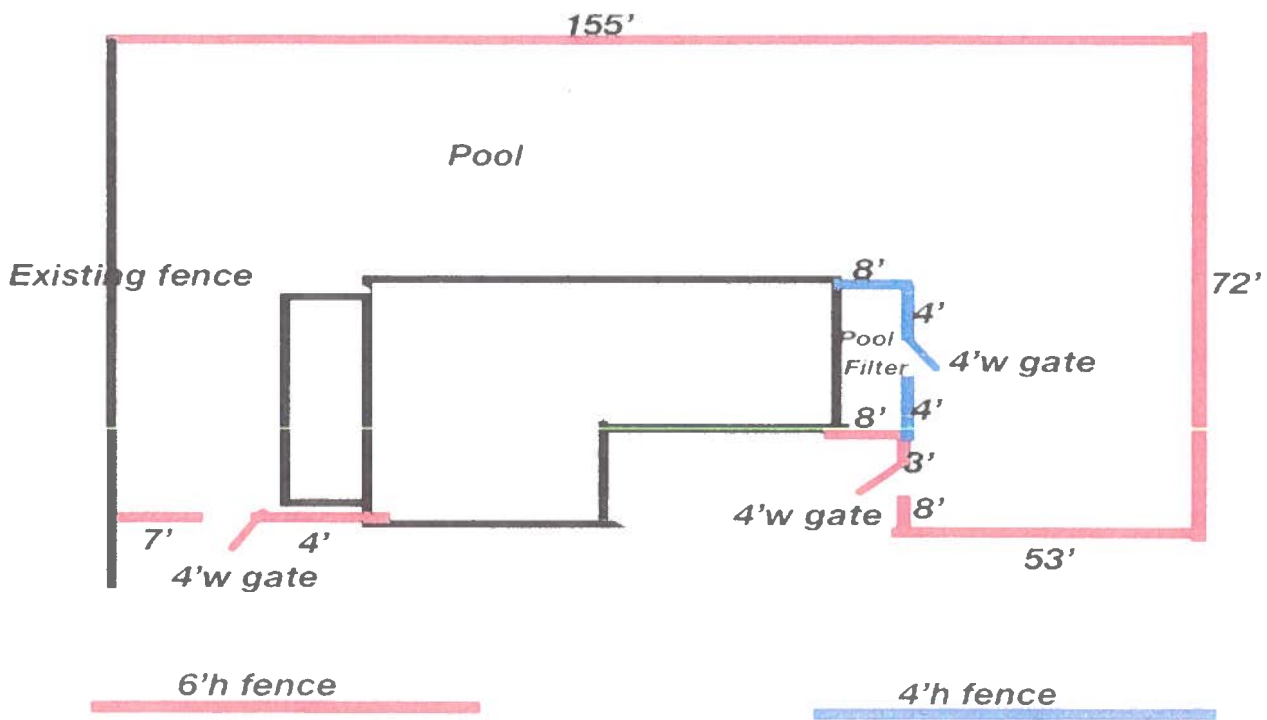 155'
Pool
Existing fence
8'
72'
4'
Pool
Filter
4'w gate
4'
8'
3'
4'w gate
8'
7'
4'
4'w gate
53'
6'h fence
4'h fence